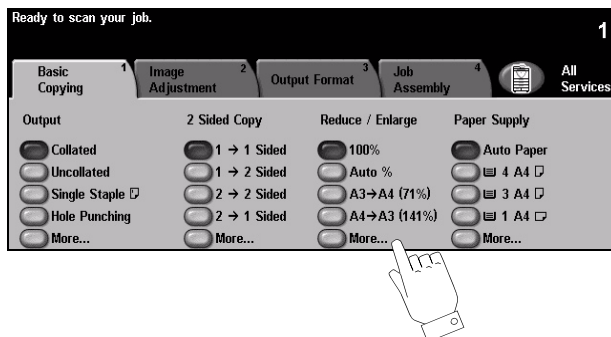 Ready to scan your job.
1
Basic Copying 1
Image Adjustment 2
Output Format 3
Job Assembly 4
All Services
Output
Collated
Uncollated
Single Staple
Hole Punching
More...
2 Sided Copy
1 → 1 Sided
1 → 2 Sided
2 → 2 Sided
2 → 1 Sided
More...
Reduce / Enlarge
100%
Auto %
A3→A4 (71%)
A4→A3 (141%)
More...
Paper Supply
Auto Paper
4 A4
3 A4
1 A4
More...